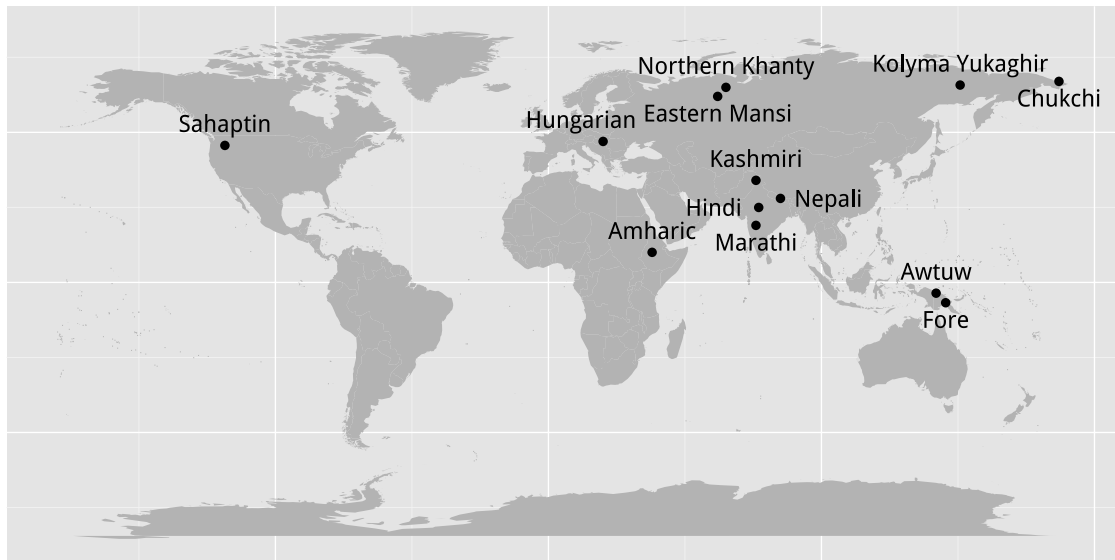 Northern Khanty
Kolyma Yukaghir
Chukchi
Eastern Mansi
Sahaptin
Hungarian
Kashmiri
Nepali
Hindi
Amharic
Marathi
Awtuw
Fore